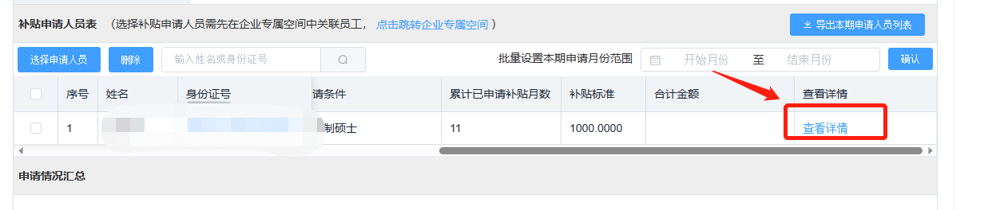 补贴申请人员表 （选择补贴申请人员需先在企业专属空间中关联员工， 点击跳转企业专属空间 ） 导出本期申请人员列表
选择申请人员 删除 输入姓名或身份证号 批量设置本期申请月份范围 开始月份 至 结束月份 确认
序号 姓名 身份证号 请条件 累计已申请补贴月数 补贴标准 合计金额 查看详情
1 制硕士 11 1000.0000 查看详情
申请情况汇总